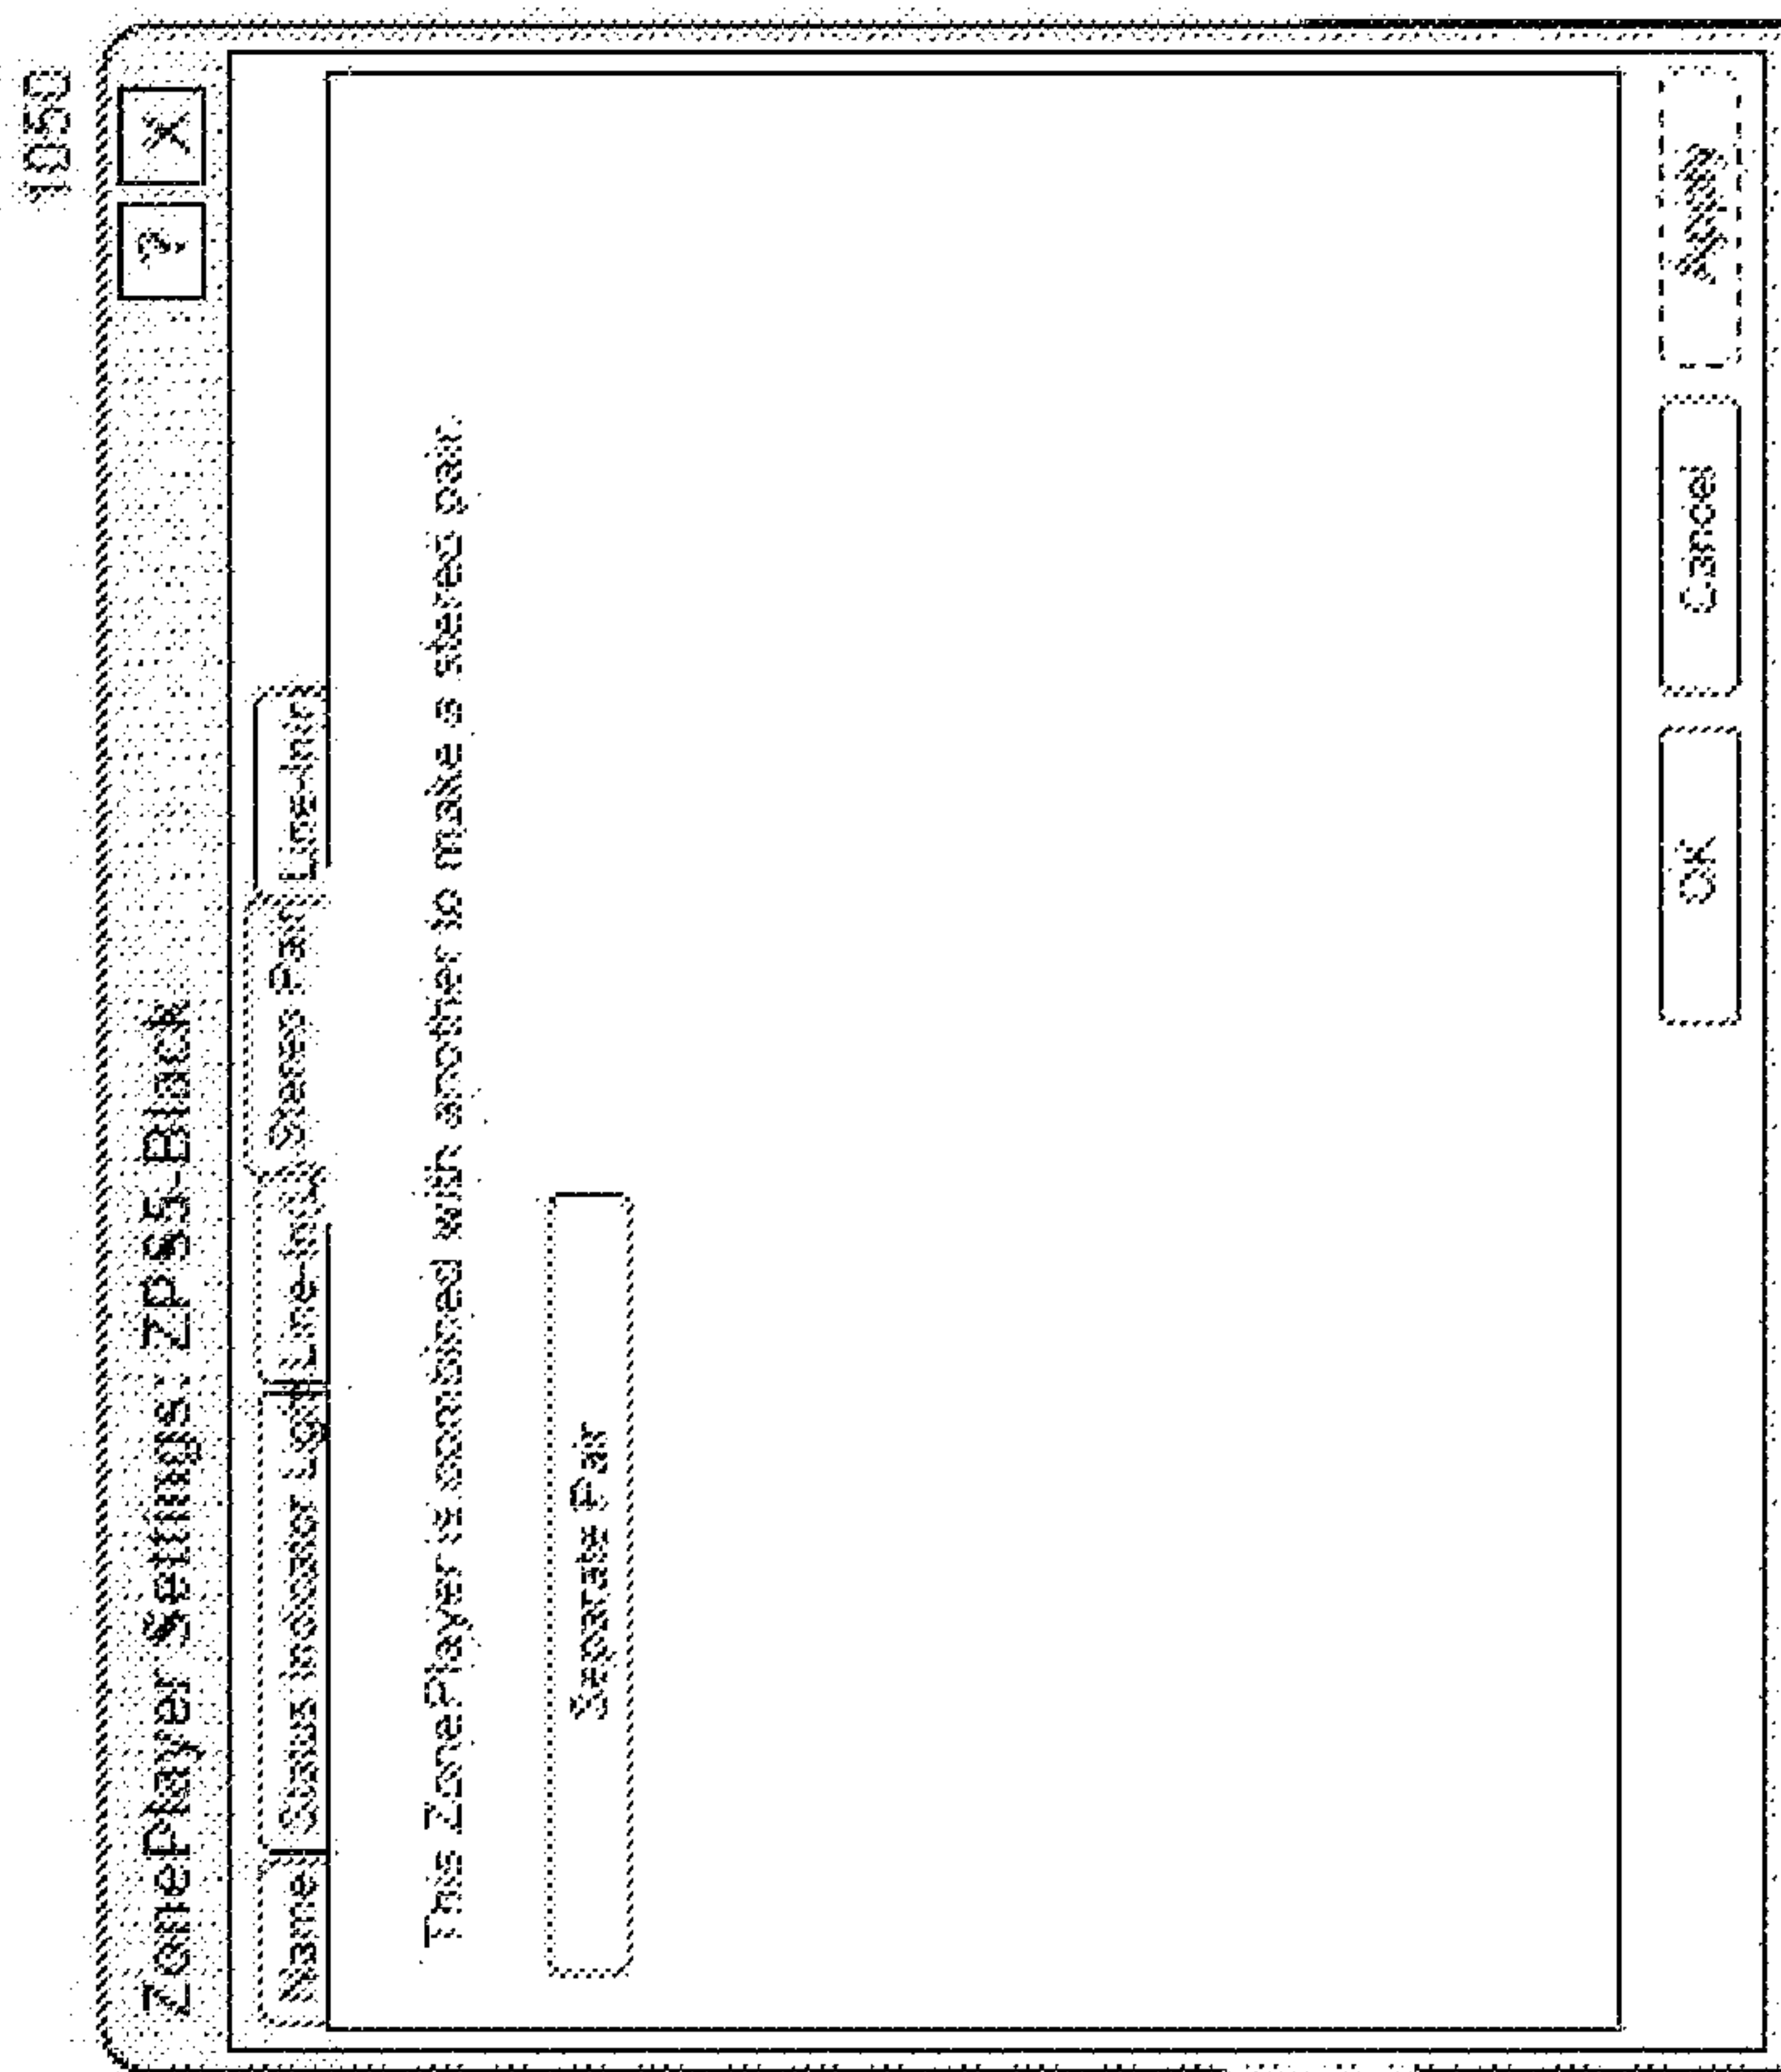 1050
ZonePlayer Settings: ZPS5-Black
? X
Name Status Indicator Light Line-In Stereo Pair Line-In
This ZonePlayer is combined with another to make a stereo pair.
Separate Pair
OK Cancel Apply